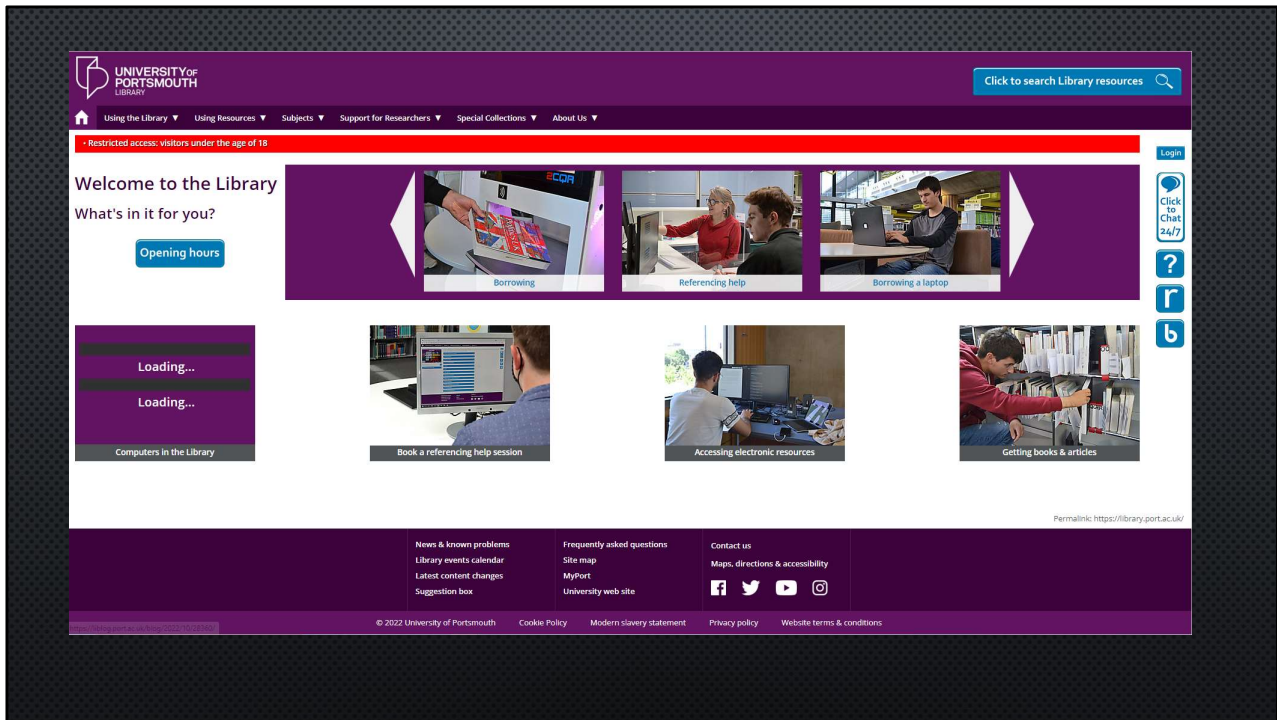 UNIVERSITY OF
PORTSMOUTH
LIBRARY
Click to search Library resources
Using the Library ▼ Using Resources ▼ Subjects ▼ Support for Researchers ▼ Special Collections ▼ About Us ▼
• Restricted access: visitors under the age of 18
Login
Welcome to the Library
What's in it for you?
Opening hours
Borrowing
Referencing help
Borrowing a laptop
Click
to
Chat
24/7
?
r
b
Loading...
Loading...
Computers in the Library
Book a referencing help session
Accessing electronic resources
Getting books & articles
Permalink: https://library.port.ac.uk/
News & known problems
Library events calendar
Latest content changes
Suggestion box
Frequently asked questions
Site map
MyPort
University web site
Contact us
Maps, directions & accessibility
© 2022 University of Portsmouth Cookie Policy Modern slavery statement Privacy policy Website terms & conditions